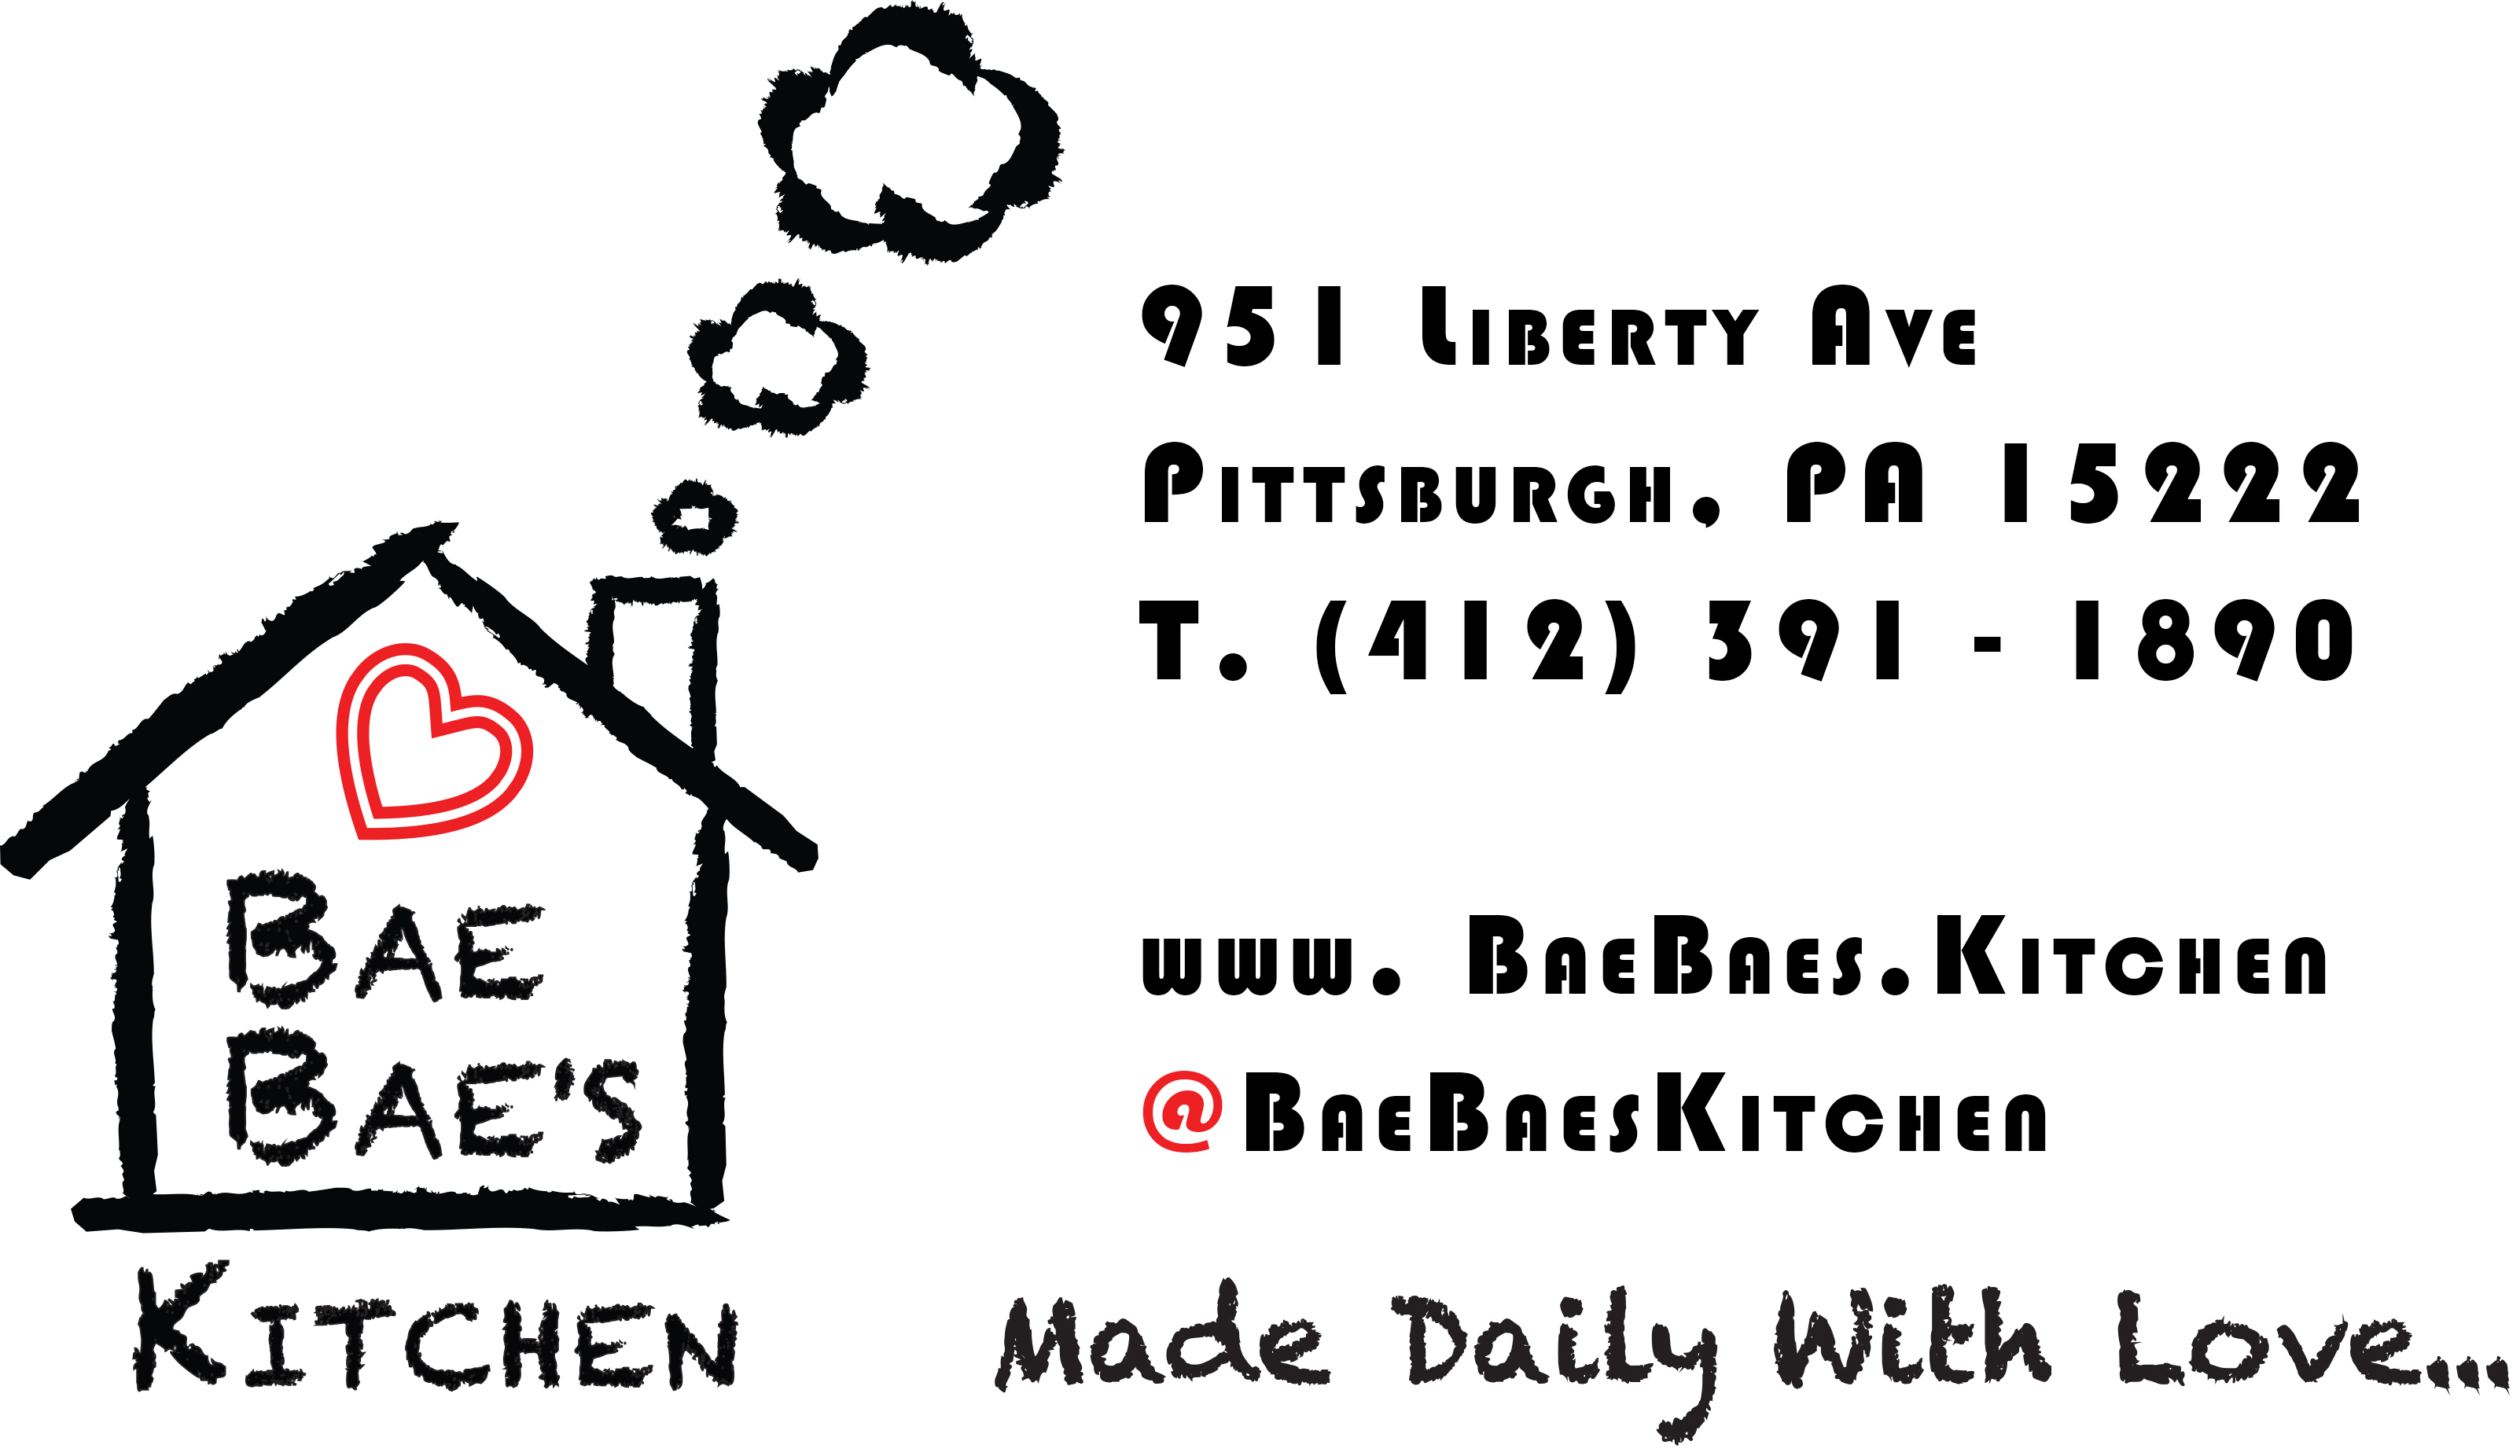 951 Liberty Ave
Pittsburgh, PA 15222
T. (412) 391 - 1890
Bae
Bae's
Kitchen
www. BaeBaes.Kitchen
@BaeBaesKitchen
Made Daily With Love...